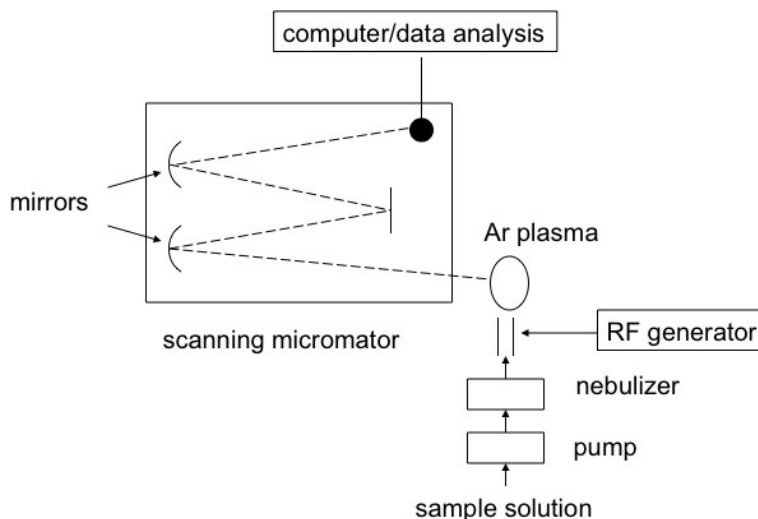 computer/data analysis
mirrors
Ar plasma
scanning micromator
RF generator
nebulizer
pump
sample solution